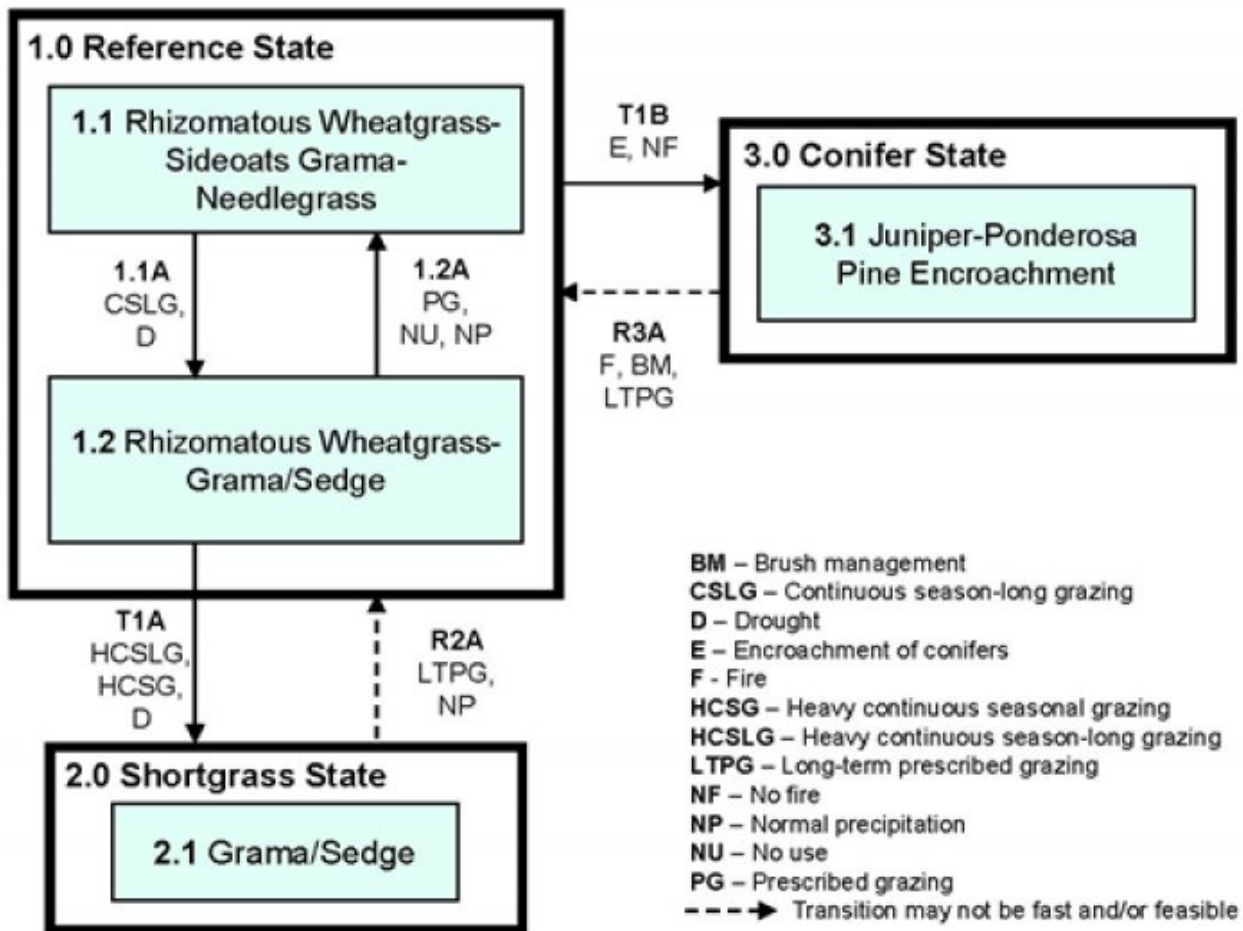 1.0 Reference State
1.1 Rhizomatous Wheatgrass-
Sideoats Grama-
Needlegrass
1.1A
CSLG,
D
1.2A
PG,
NU, NP
1.2 Rhizomatous Wheatgrass-
Grama/Sedge
T1B
E, NF
3.0 Conifer State
3.1 Juniper-Ponderosa
Pine Encroachment
R3A
F, BM,
LTPG
T1A
HCSLG,
HCSG,
D
R2A
LTPG,
NP
2.0 Shortgrass State
2.1 Grama/Sedge
BM – Brush management
CSLG – Continuous season-long grazing
D – Drought
E – Encroachment of conifers
F - Fire
HCSG – Heavy continuous seasonal grazing
HCSLG – Heavy continuous season-long grazing
LTPG – Long-term prescribed grazing
NF – No fire
NP – Normal precipitation
NU – No use
PG – Prescribed grazing
Transition may not be fast and/or feasible